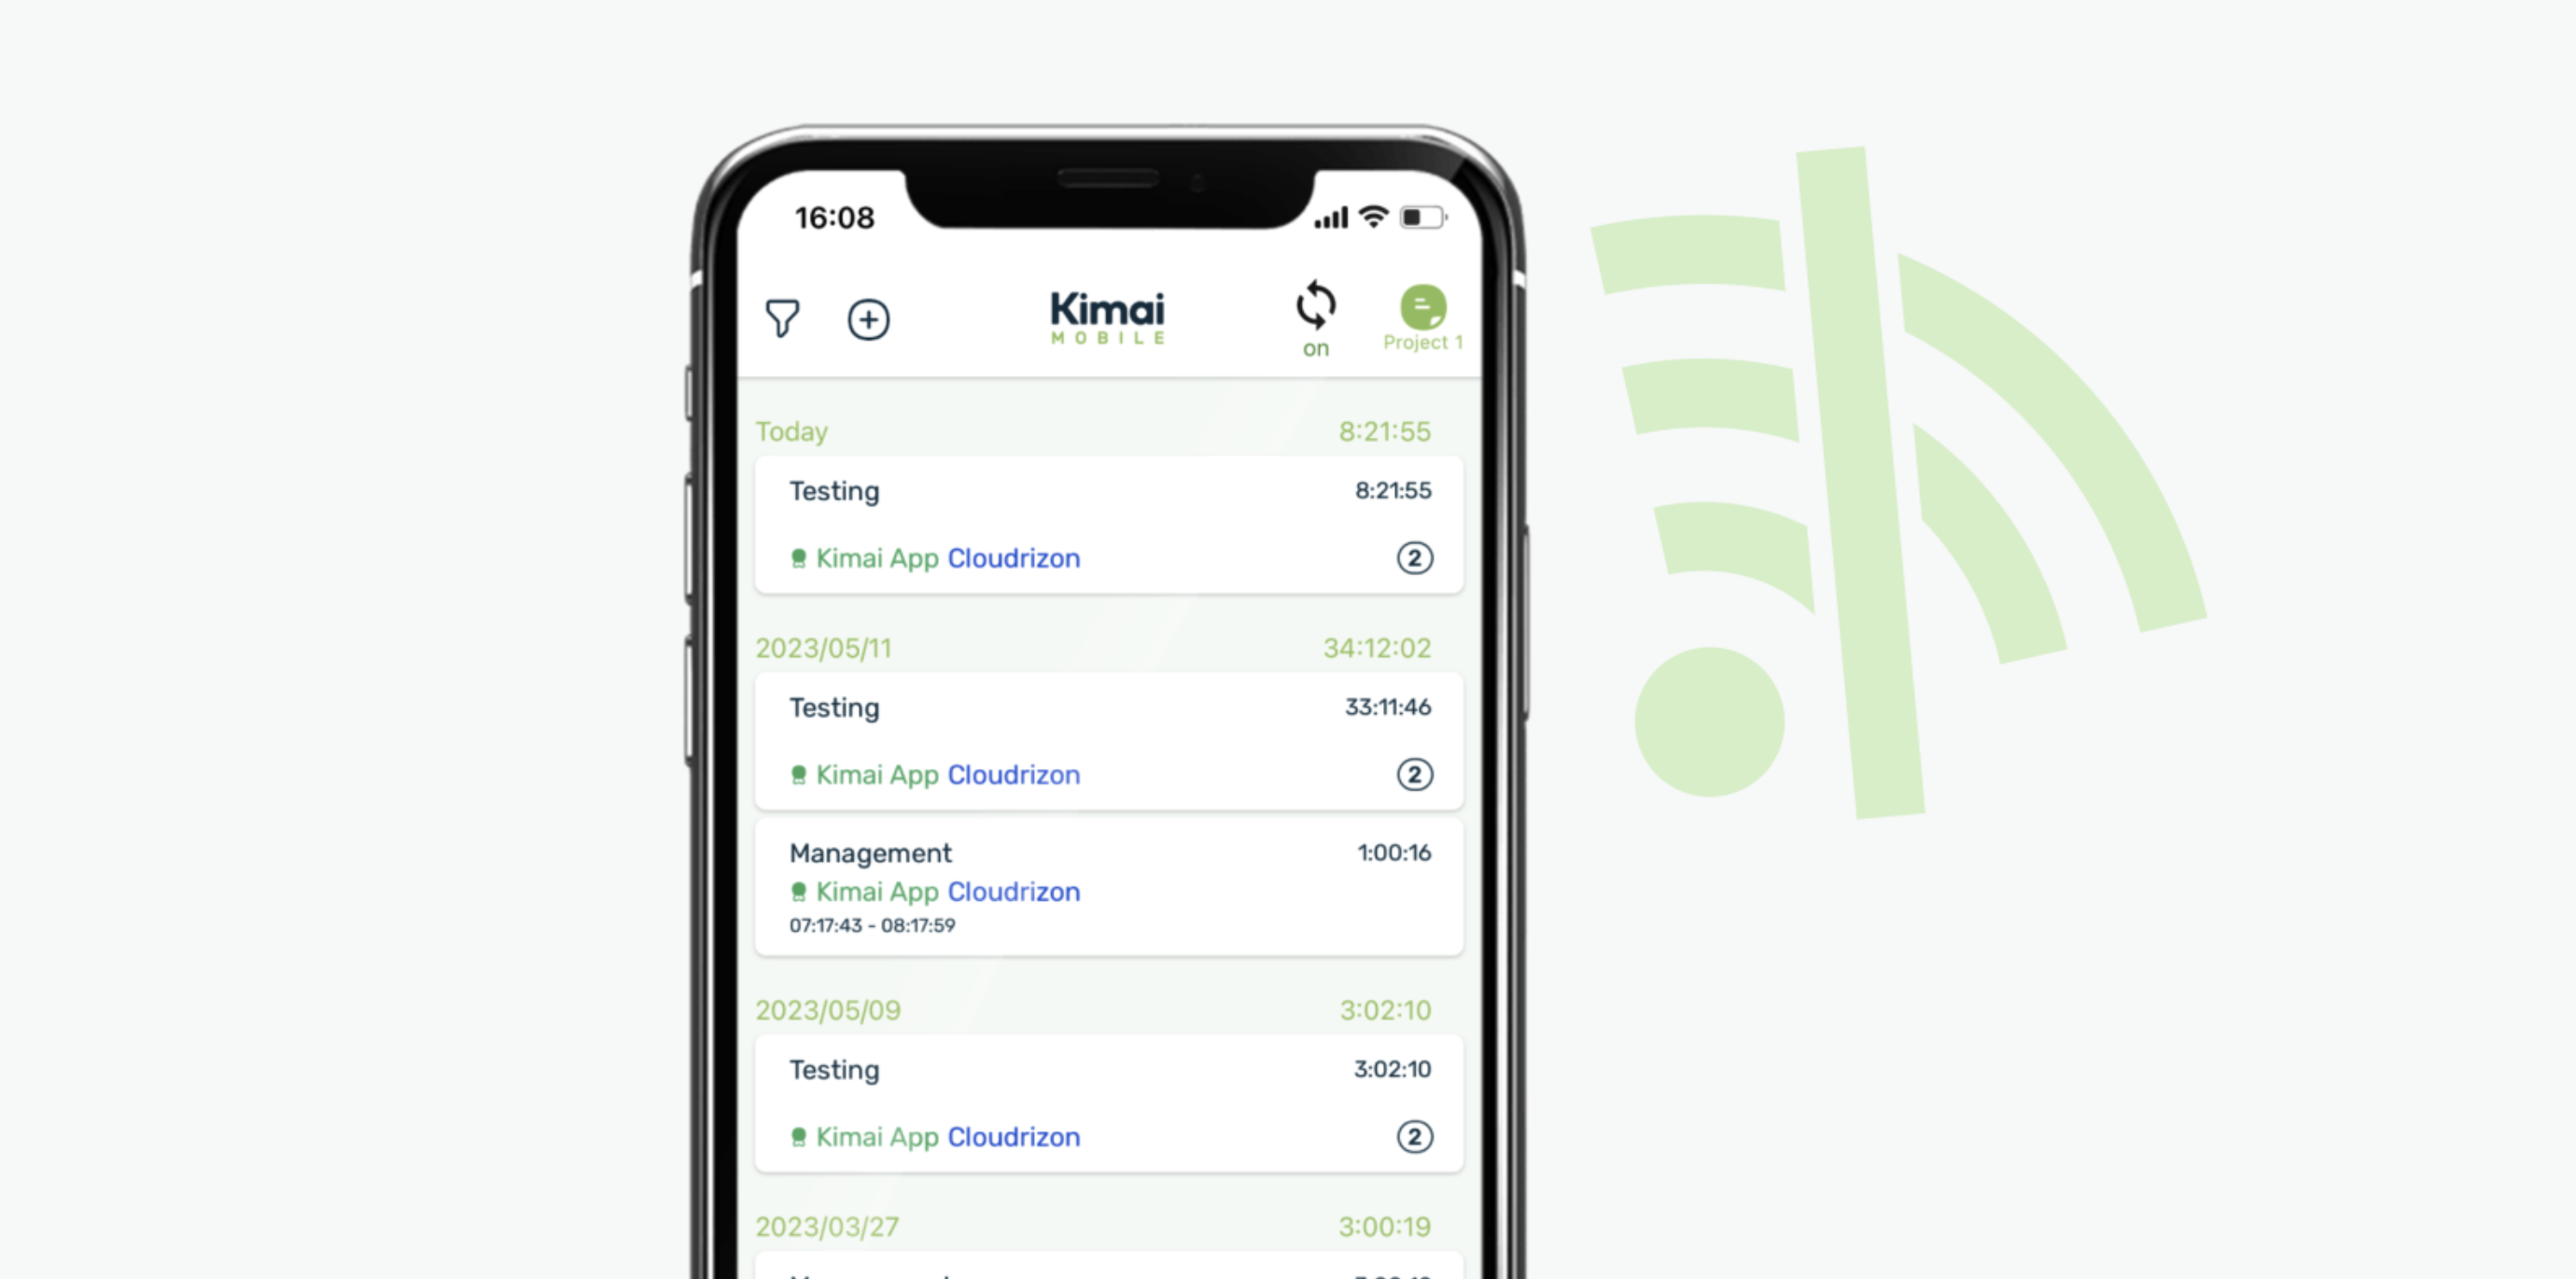 16:08
Kimai
MOBILE
on
Project 1
Today 8:21:55
Testing 8:21:55
Kimai App Cloudrizon 2
2023/05/11 34:12:02
Testing 33:11:46
Kimai App Cloudrizon 2
Management 1:00:16
Kimai App Cloudrizon
07:17:43 - 08:17:59
2023/05/09 3:02:10
Testing 3:02:10
Kimai App Cloudrizon 2
2023/03/27 3:00:19